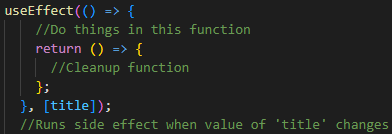 useEffect(() => {
//Do things in this function
return () => {
//Cleanup function
};
}, [title]);
//Runs side effect when value of 'title' changes